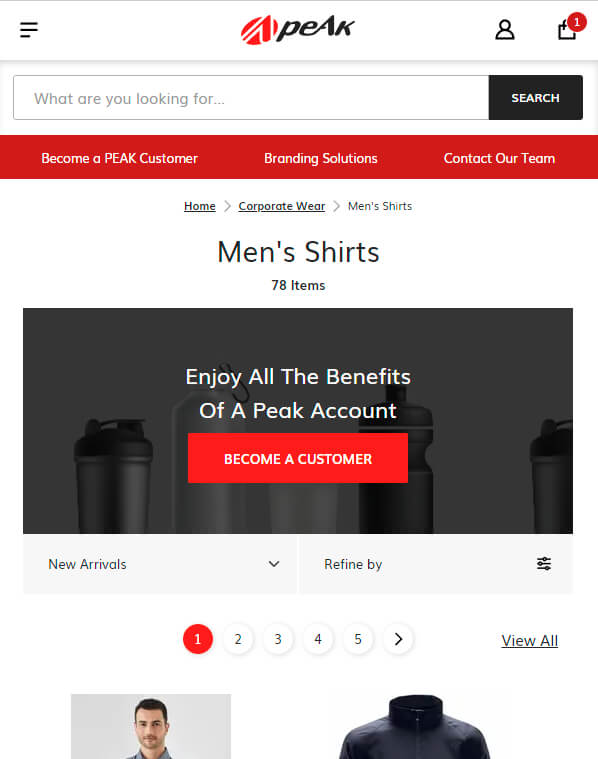 peak
1
What are you looking for...
SEARCH
Become a PEAK Customer
Branding Solutions
Contact Our Team
Home > Corporate Wear > Men's Shirts
Men's Shirts
78 Items
Enjoy All The Benefits
Of A Peak Account
BECOME A CUSTOMER
New Arrivals
Refine by
1 2 3 4 5 >
View All